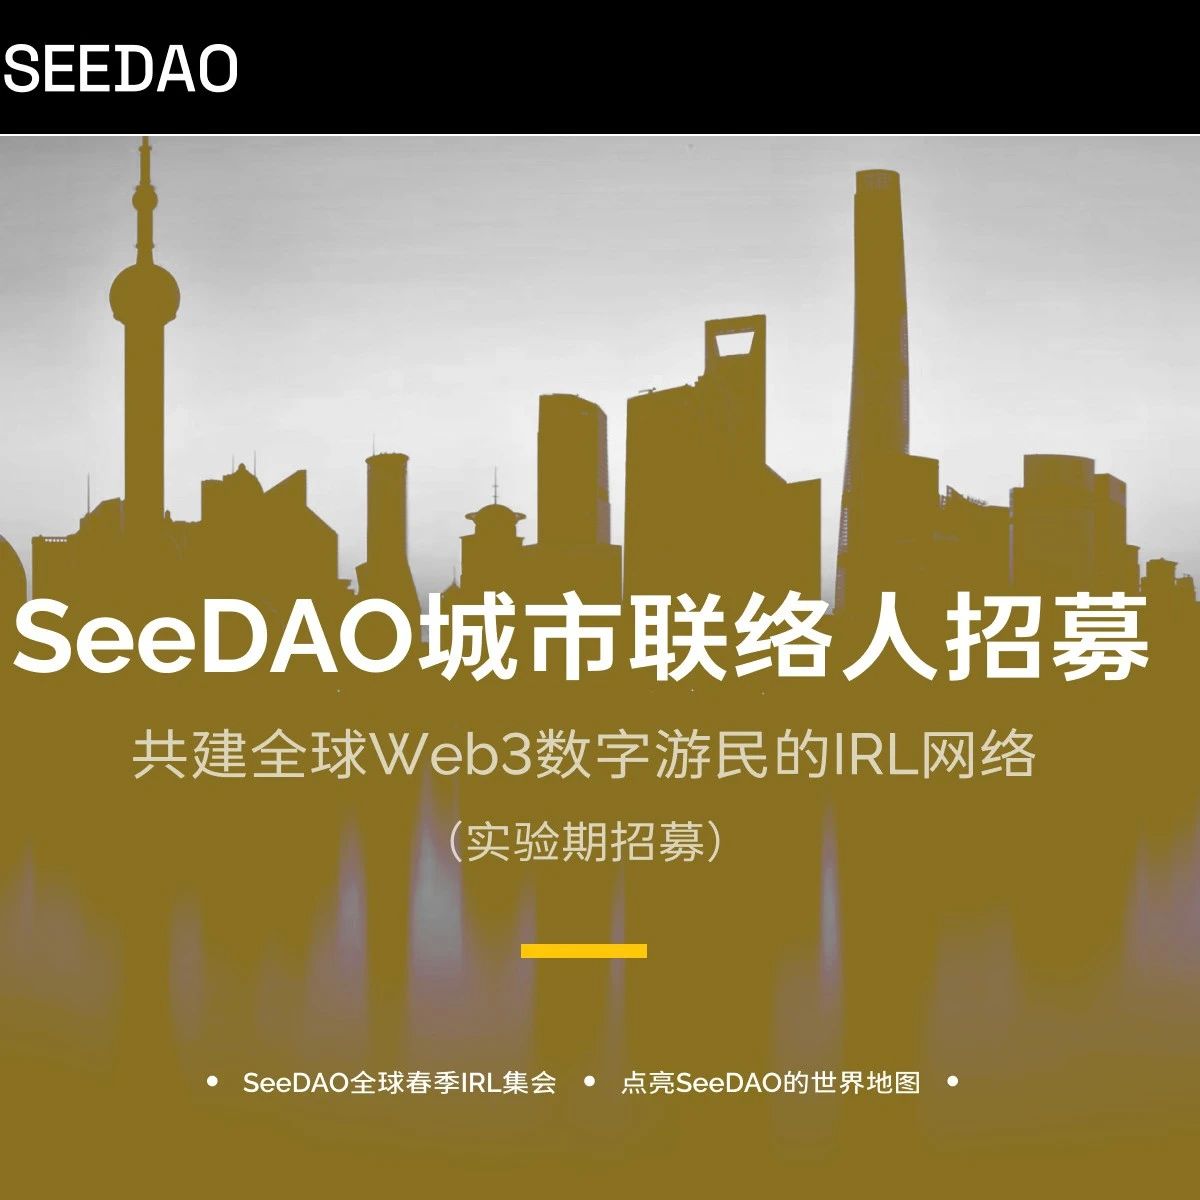 SEEDAO
SeeDAO城市联络人招募
共建全球Web3数字游民的IRL网络
（实验期招募）
• SeeDAO全球春季IRL集会 • 点亮SeeDAO的世界地图 •